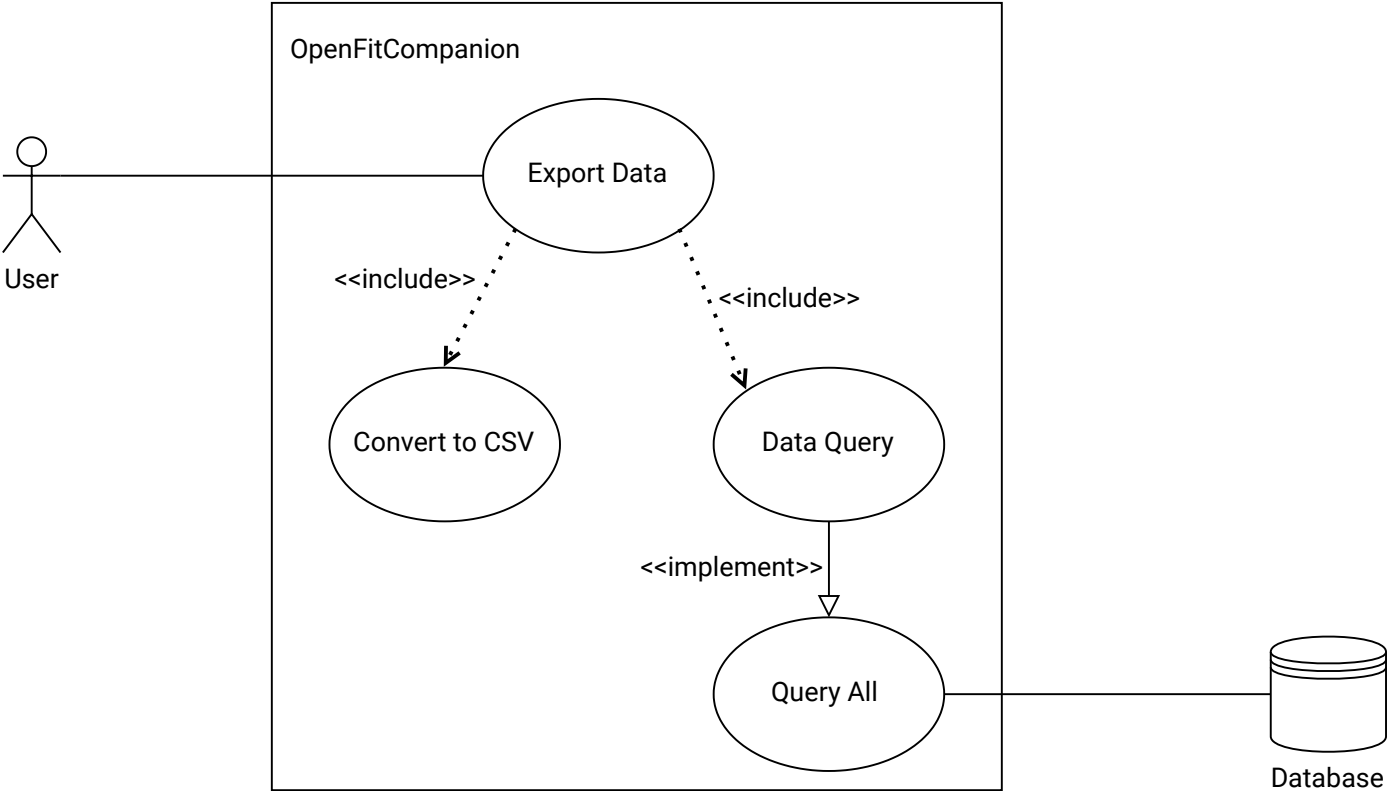 OpenFitCompanion
Export Data
User
<<include>>
<<include>>
Convert to CSV
Data Query
<<implement>>
Query All
Database